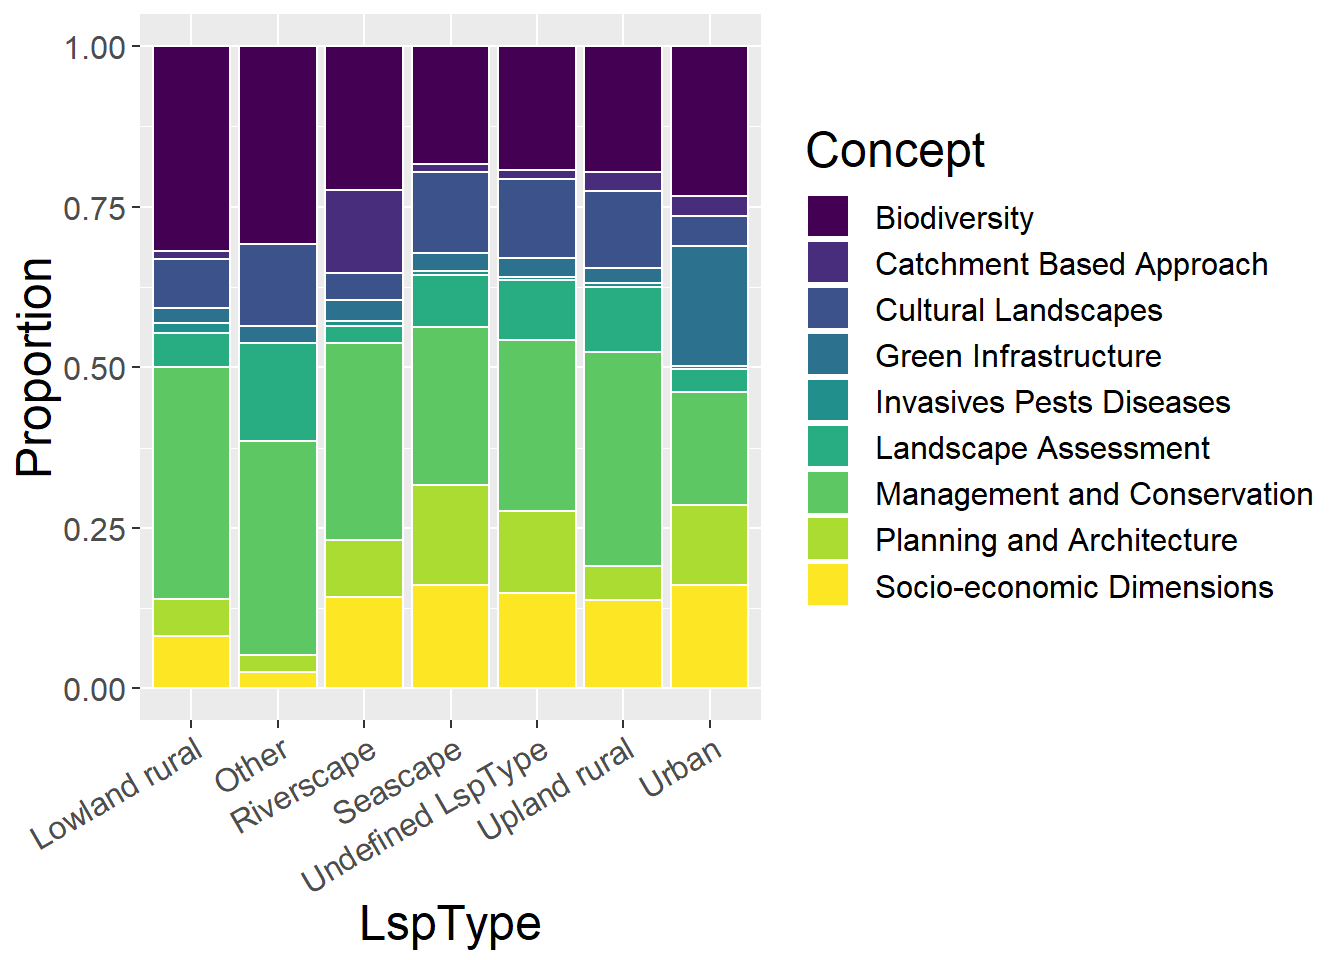 Proportion
1.00
0.75
0.50
0.25
0.00
Lowland rural
Other
Riverscape
Seascape
Undefined LspType
Upland rural
Urban
LspType
Concept
Biodiversity
Catchment Based Approach
Cultural Landscapes
Green Infrastructure
Invasives Pests Diseases
Landscape Assessment
Management and Conservation
Planning and Architecture
Socio-economic Dimensions